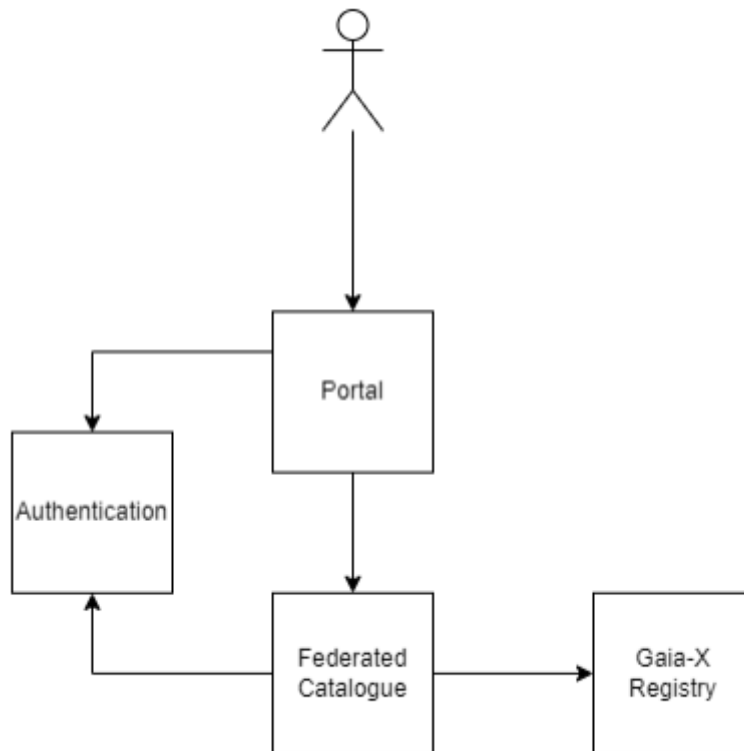 Portal
Authentication
Federated
Catalogue
Gaia-X
Registry